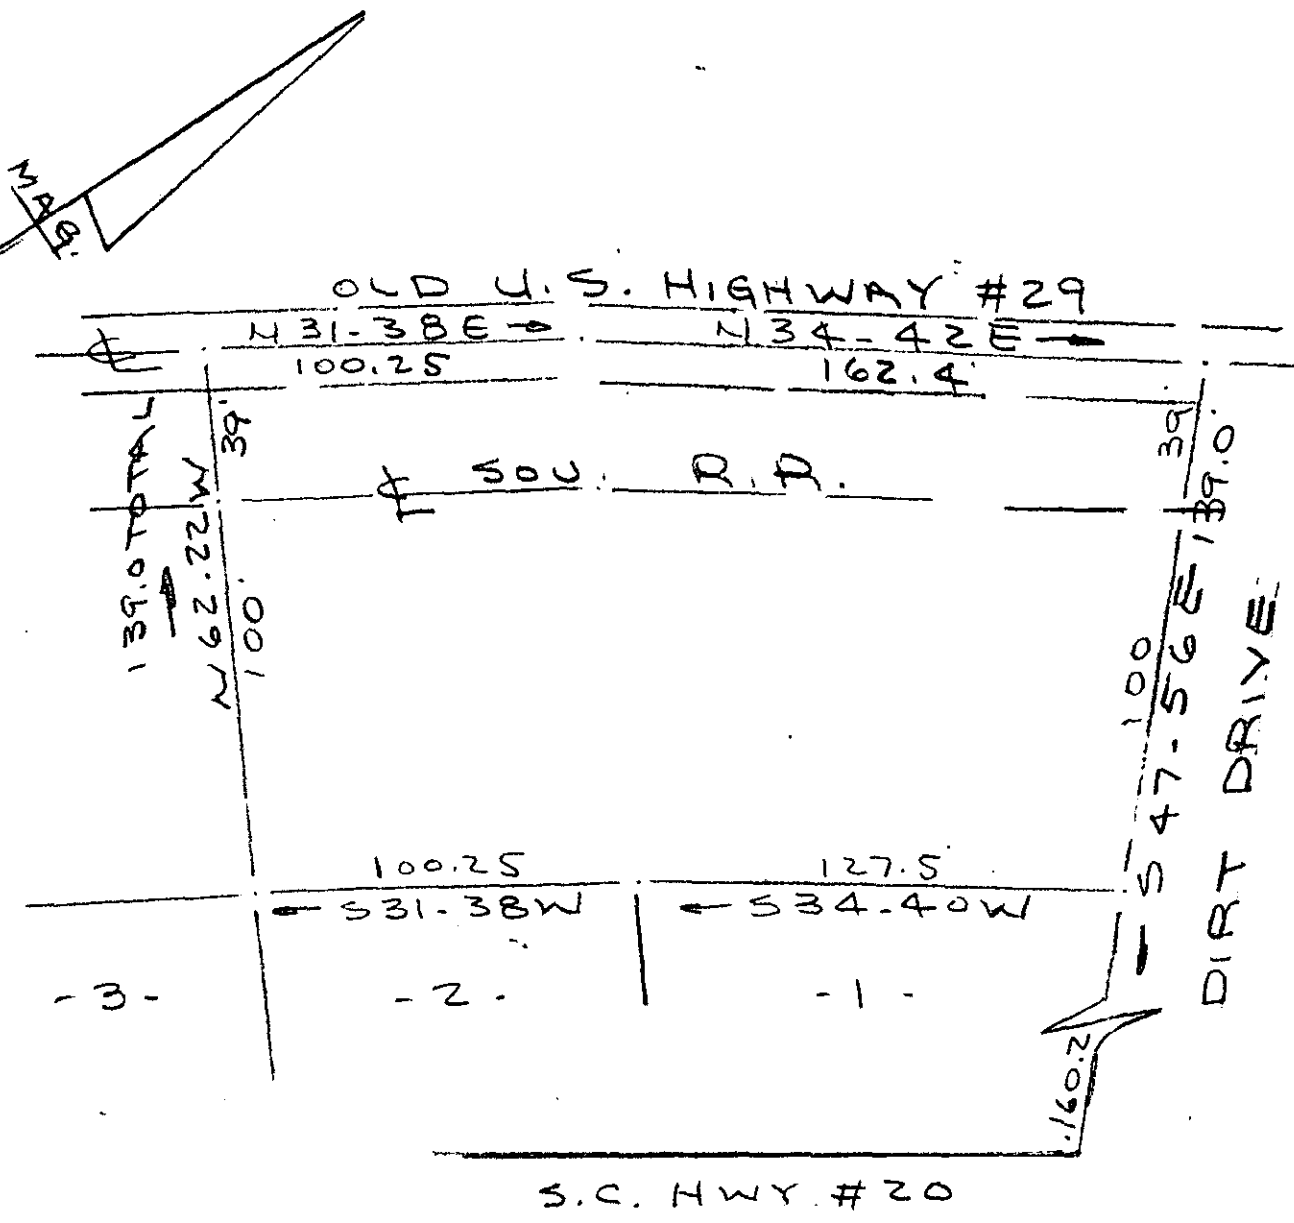 MAG.
OLD U.S. HIGHWAY #29
N 31-38E → N 34-42E →
℄ 100.25 162.4
139.0 TOTAL
N 62.22 W
39'
100'
℄ SOU. R.R.
39
100
S 47-56 E 139.0'
DIRT DRIVE
100.25 127.5
← S31-38W ← S34-40W
-3- -2- -1-
160.2
S.C. HWY. #20